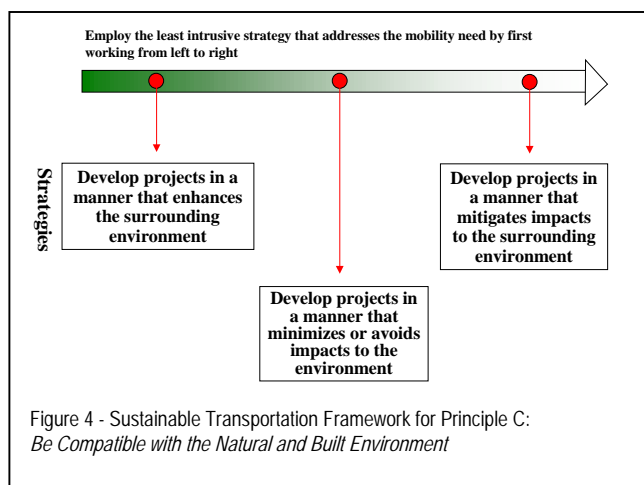 Employ the least intrusive strategy that addresses the mobility need by first
working from left to right
Strategies
Develop projects in a
manner that enhances
the surrounding
environment
Develop projects in
a manner that
minimizes or avoids
impacts to the
environment
Develop projects in
a manner that
mitigates impacts
to the surrounding
environment
Figure 4 - Sustainable Transportation Framework for Principle C:
Be Compatible with the Natural and Built Environment